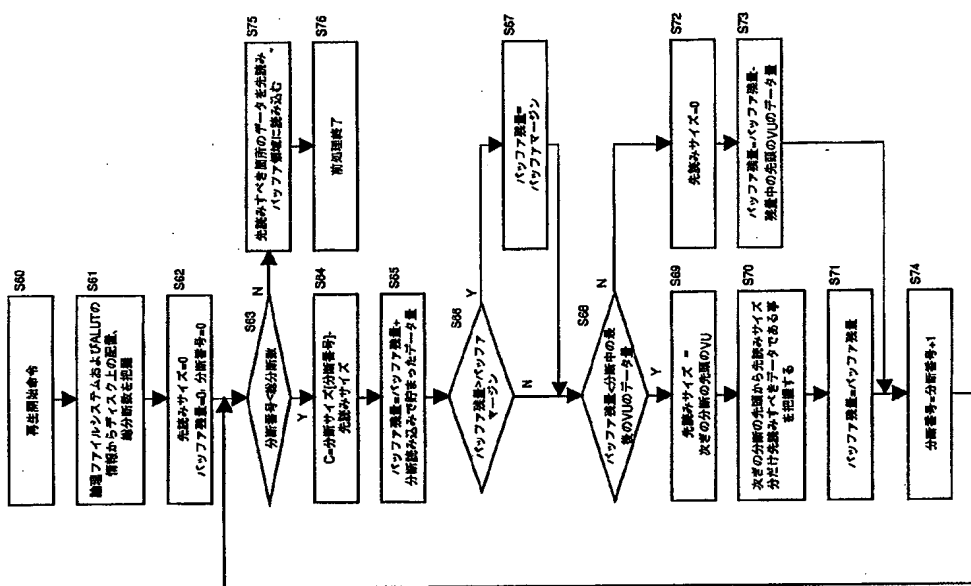 S60
再生開始命令
S61
論理ファイルシステムおよびALUTの
情報からディスク上の配置、
総分断数を把握
S62
先読みサイズ=0
バッファ残量=0、分断番号=0
S63
分断番号<総分断数
N
Y
S75
先読みすべき箇所のデータを先読み
バッファ領域に読み込む
S76
前処理終了
S64
C=分断サイズ[分断番号]-
先読みサイズ
S65
バッファ残量=バッファ残量+
分断読み込みで貯まったデータ量
S66
バッファ残量>バッファ
マージン
Y
N
S67
バッファ残量=
バッファマージン
S68
バッファ残量<分断中の最
後のVUのデータ量
N
Y
S69
先読みサイズ =
次ぎの分断の先頭のVU
S70
次ぎの分断の先頭から先読みサイズ
分だけ先読みすべきデータである事
を把握する
S71
バッファ残量=バッファ残量
S72
先読みサイズ=0
S73
バッファ残量=バッファ残量-
残量中の先頭のVUのデータ量
S74
分断番号=分断番号+1